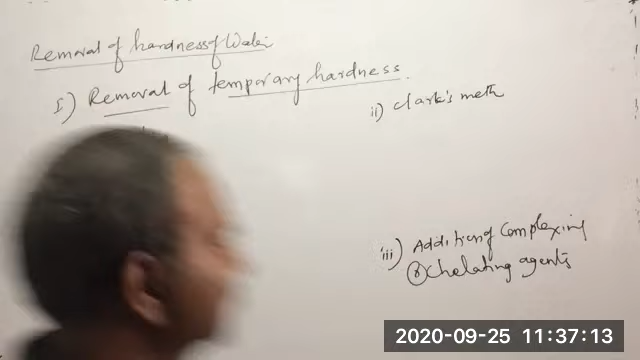 Removal of hardness of Water
I) Removal of temporary hardness.
ii) Clark's meth
iii) Addition of Complexing
(or) Chelating agents
2020-09-25 11:37:13